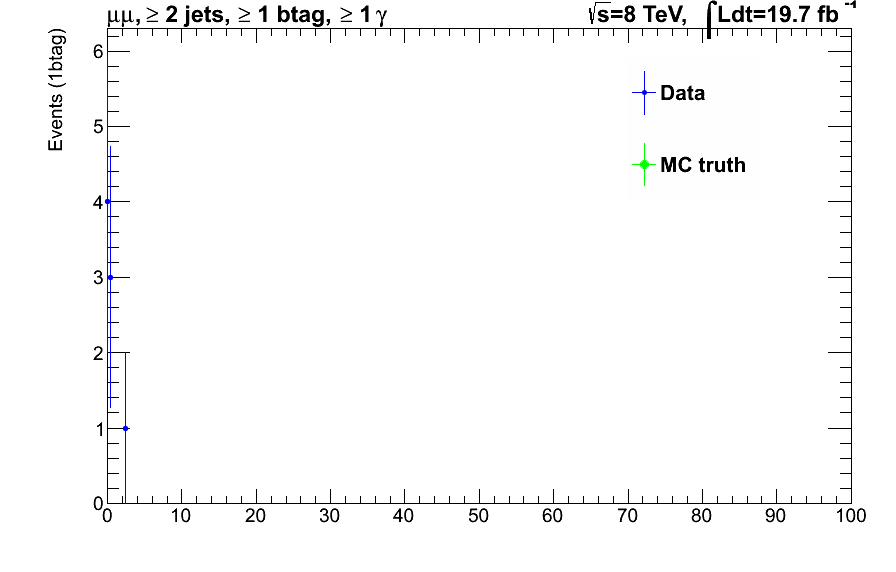 μμ, ≥ 2 jets, ≥ 1 btag, ≥ 1 γ
√s=8 TeV, ∫Ldt=19.7 fb⁻¹
Events (1btag)
Data
MC truth
6
5
4
3
2
1
0
0 10 20 30 40 50 60 70 80 90 100